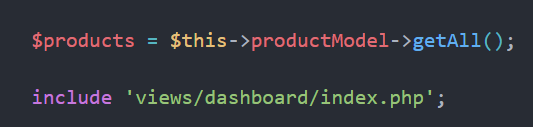 $products = $this->productModel->getAll();
include 'views/dashboard/index.php';